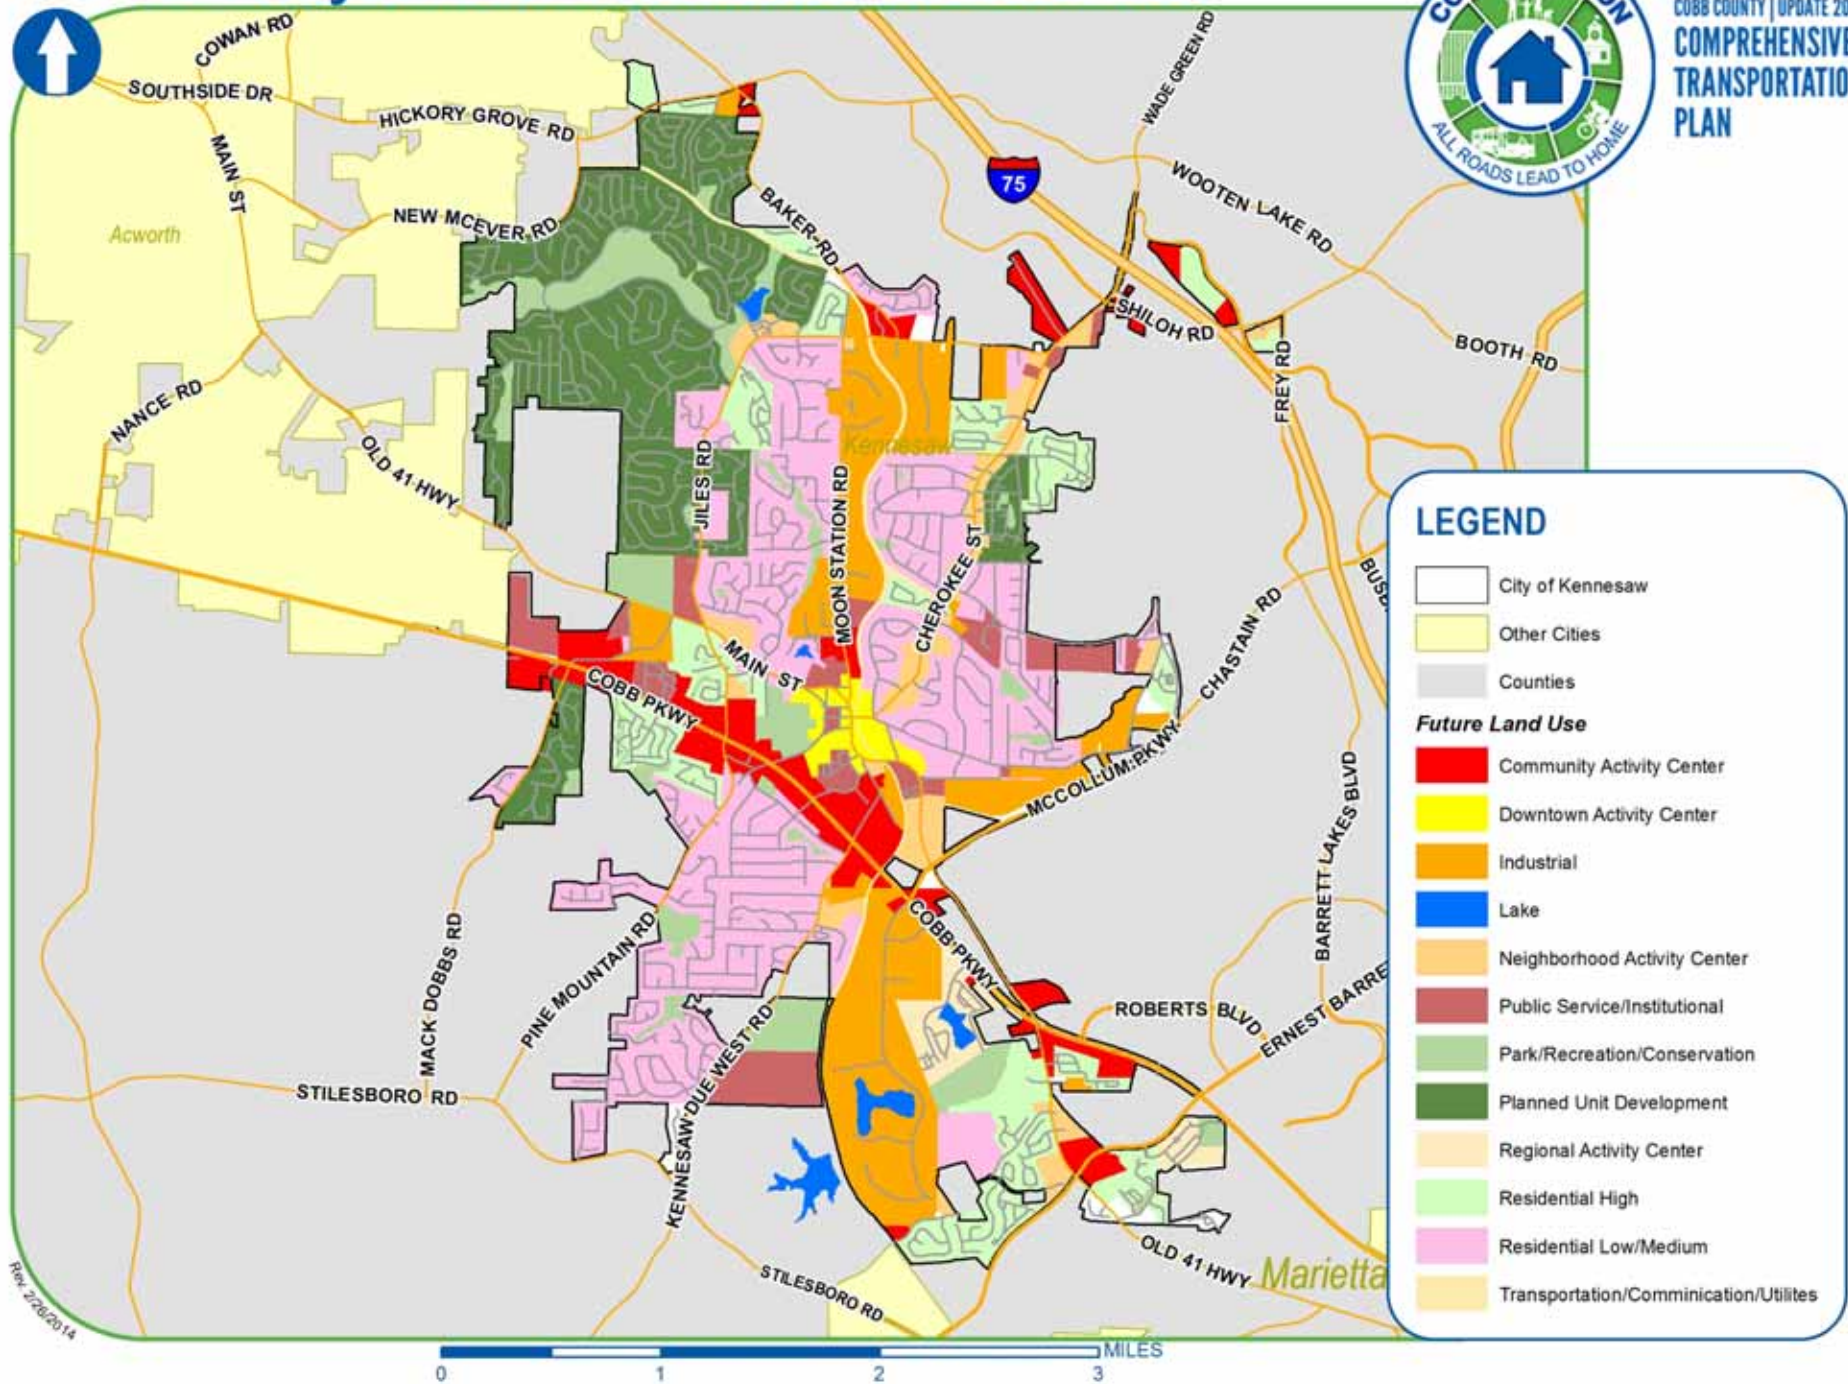 COBB COUNTY | UPDATE
COMPREHENSIVE
TRANSPORTATIO
PLAN
ALL ROADS LEAD TO HOME
COWAN RD
SOUTHSIDE DR
HICKORY GROVE RD
MAIN ST
NEW MCEVER RD
Acworth
BAKER RD
75
WADE GREEN RD
WOOTEN LAKE RD
SHILOH RD
BOOTH RD
FREY RD
NANCE RD
OLD 41 HWY
JILES RD
Kennesaw
MOON STATION RD
CHEROKEE ST
MAIN ST
COBB PKWY
CHASTAIN RD
MCCOLLUM PKWY
BARRETT LAKES BLVD
MACK DOBBS RD
PINE MOUNTAIN RD
COBB PKWY
ROBERTS BLVD
ERNEST BARRE
STILESBORO RD
KENNESAW DUE WEST RD
STILESBORO RD
OLD 41 HWY
Marietta
LEGEND
City of Kennesaw
Other Cities
Counties
Future Land Use
Community Activity Center
Downtown Activity Center
Industrial
Lake
Neighborhood Activity Center
Public Service/Institutional
Park/Recreation/Conservation
Planned Unit Development
Regional Activity Center
Residential High
Residential Low/Medium
Transportation/Comminication/Utilites
Rev. 2/26/2014
MILES
0 1 2 3